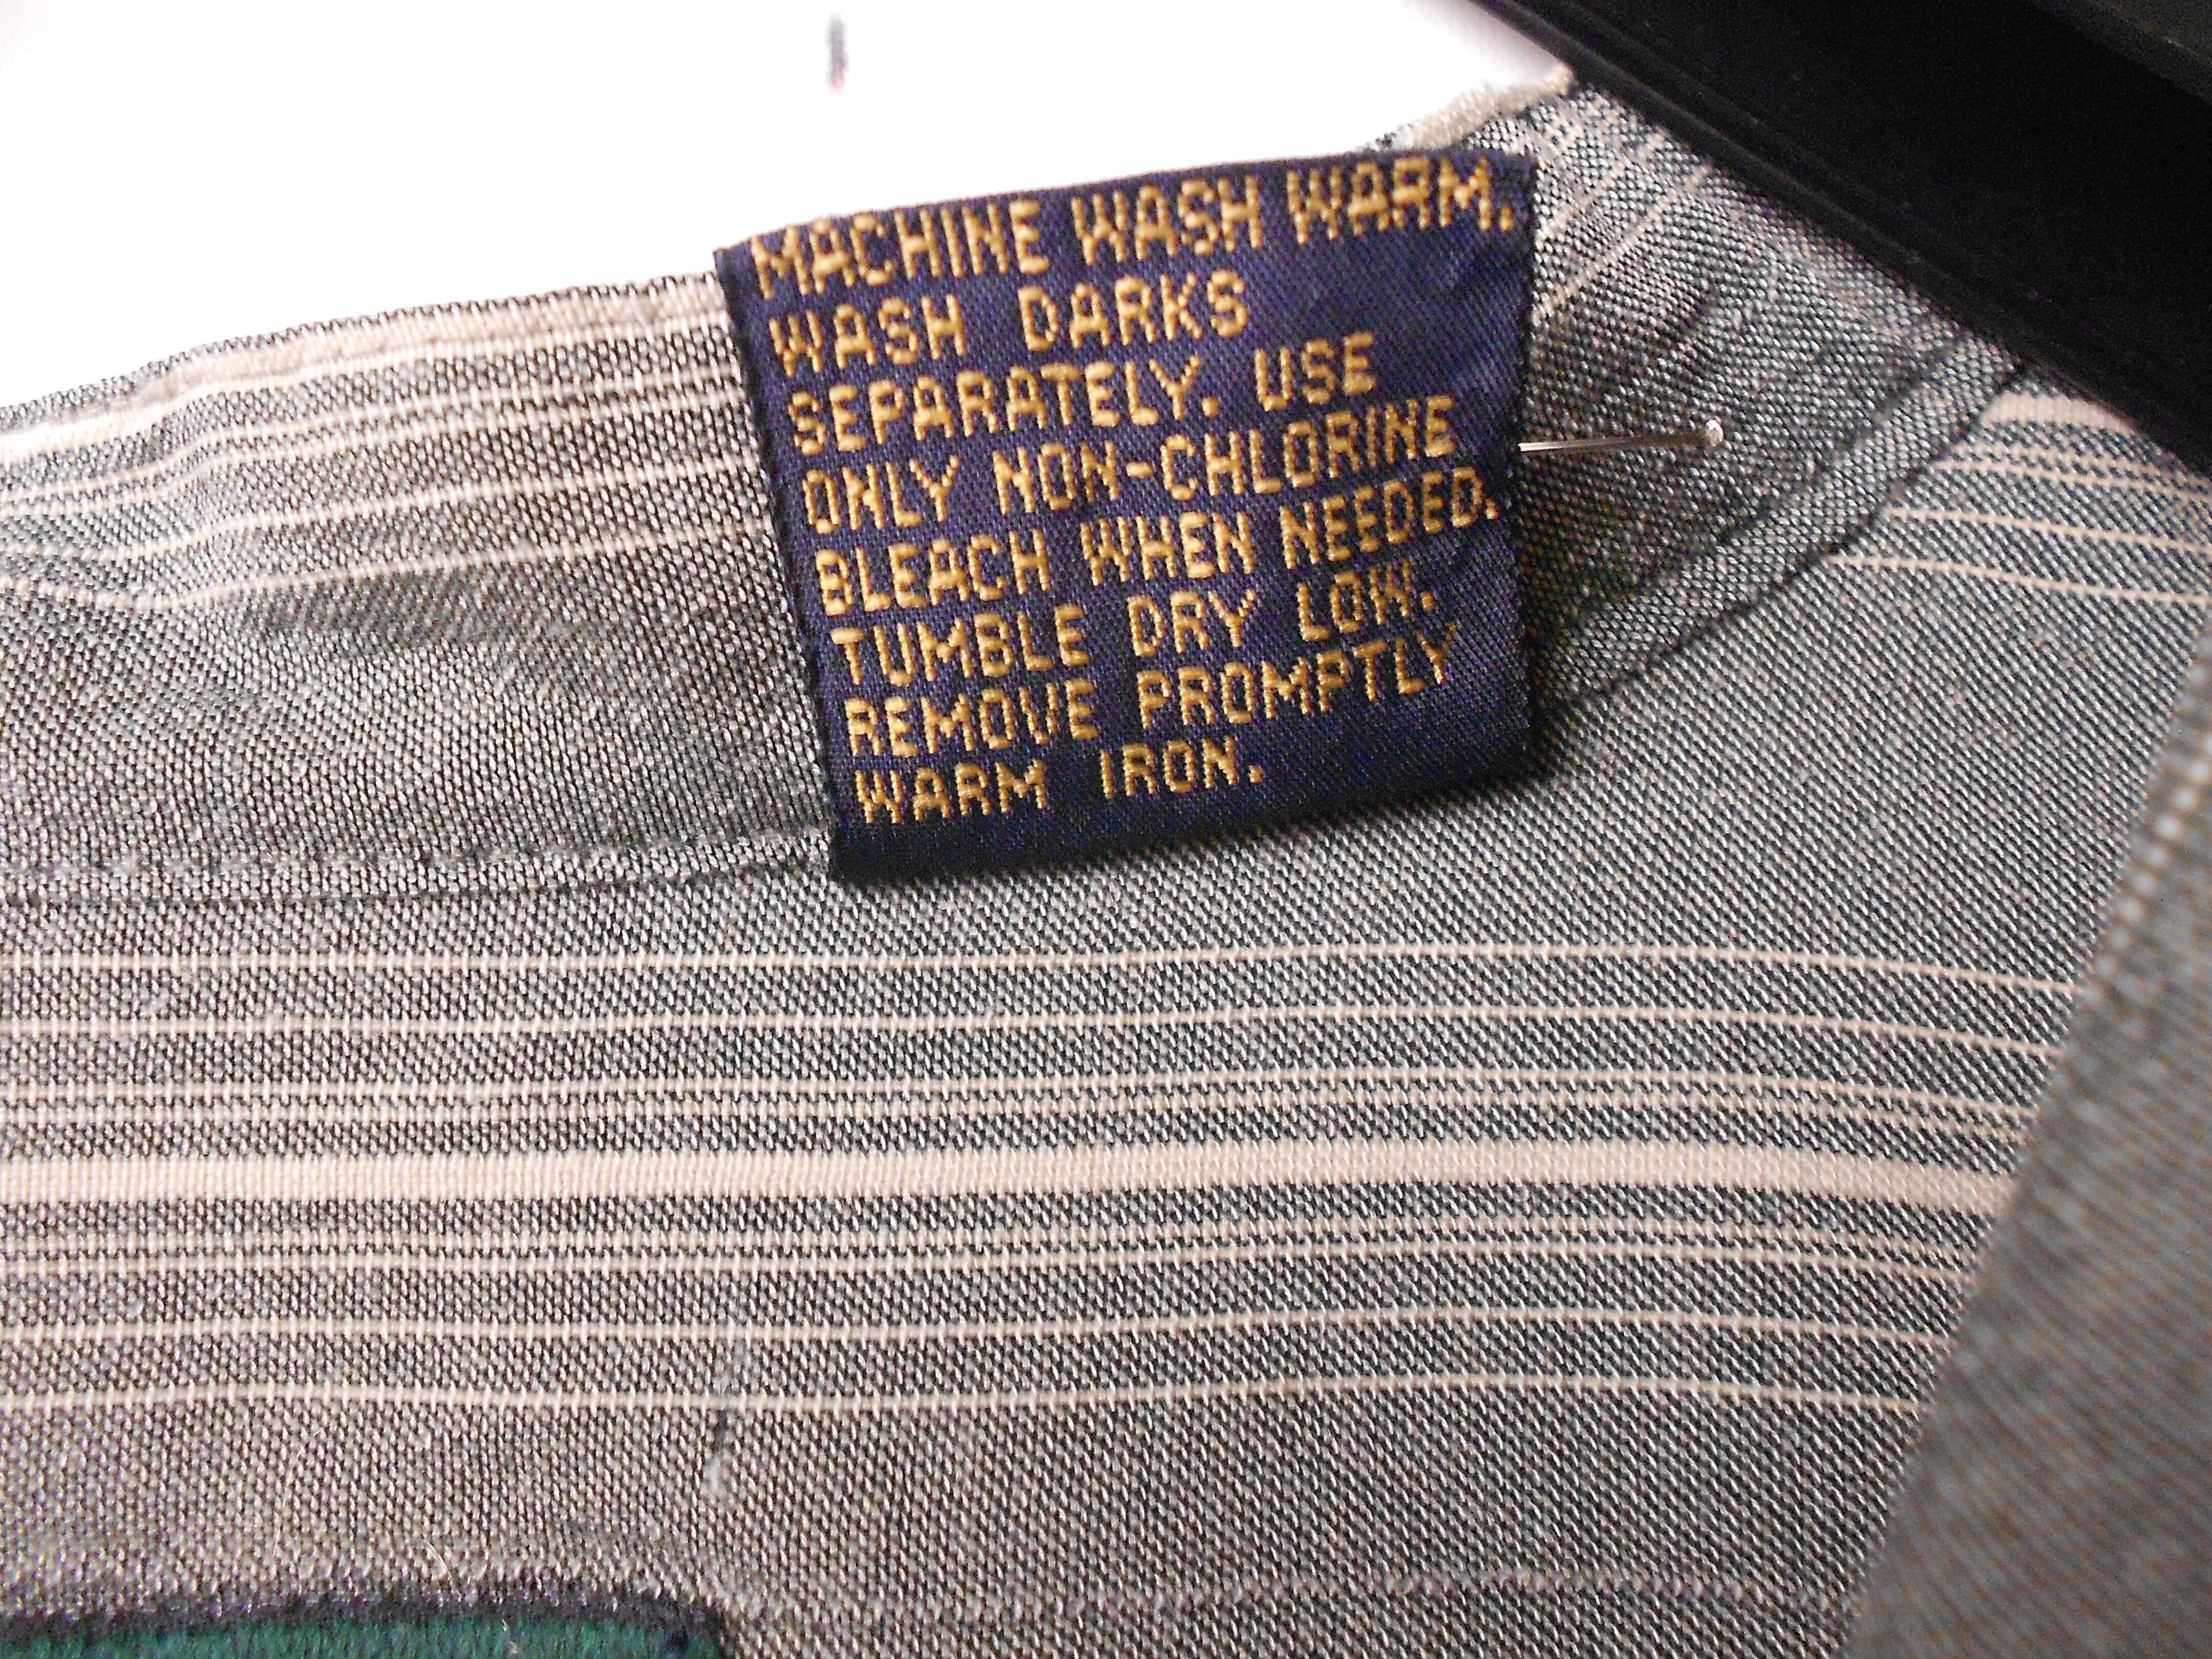 MACHINE WASH WARM.
WASH DARKS
SEPARATELY. USE
ONLY NON-CHLORINE
BLEACH WHEN NEEDED.
TUMBLE DRY LOW.
REMOVE PROMPTLY
WARM IRON.